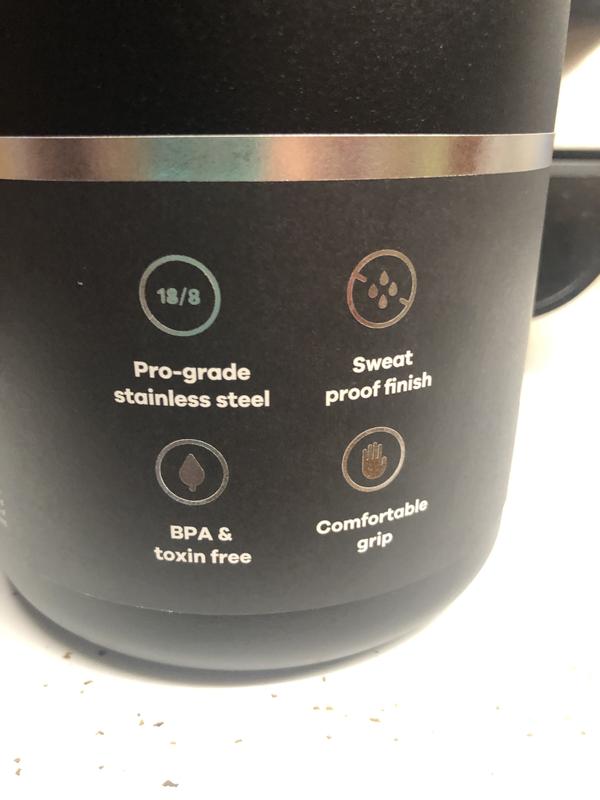 18/8
Pro-grade
stainless steel
Sweat
proof finish
BPA &
toxin free
Comfortable
grip